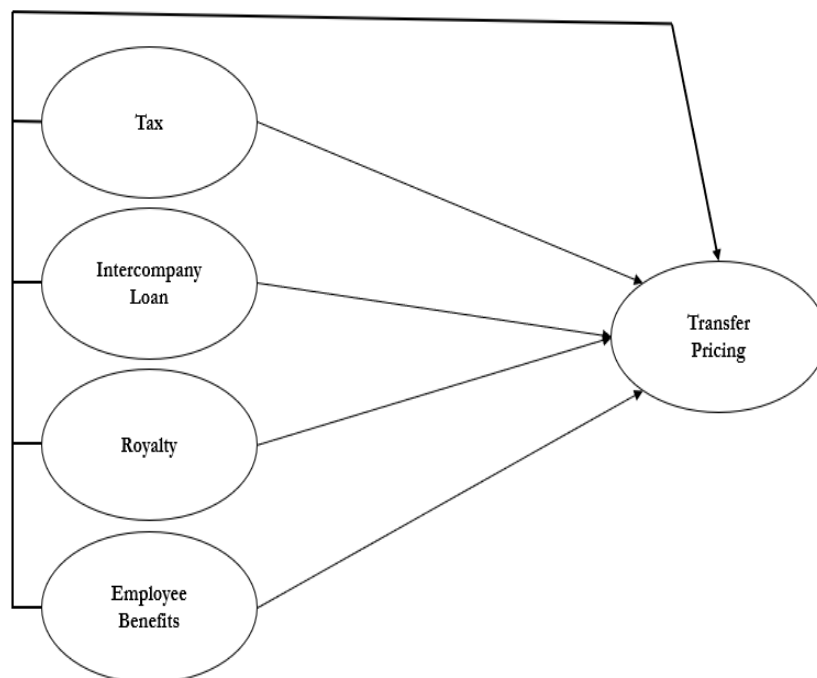 Tax
Intercompany
Loan
Royalty
Employee
Benefits
Transfer
Pricing